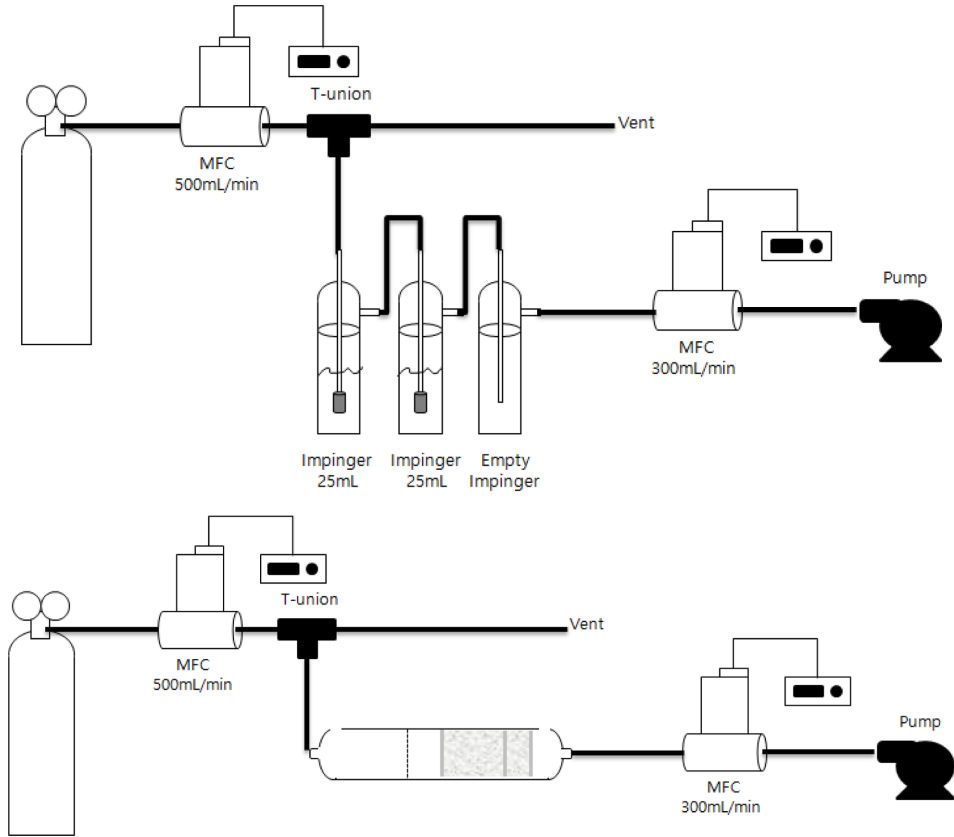 T-union
Vent
MFC
500mL/min
Pump
MFC
300mL/min
Impinger
25mL
Impinger
25mL
Empty
Impinger
T-union
Vent
MFC
500mL/min
Pump
MFC
300mL/min